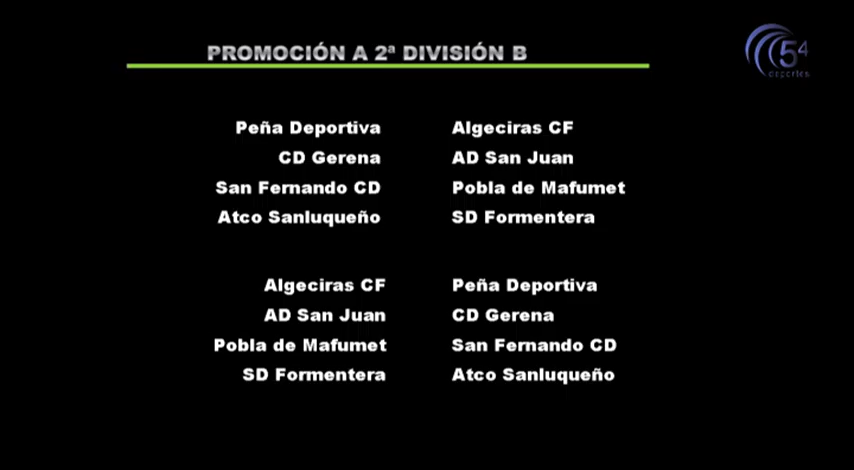 PROMOCIÓN A 2ª DIVISIÓN B
54
deportes
Peña Deportiva Algeciras CF
CD Gerena AD San Juan
San Fernando CD Pobla de Mafumet
Atco Sanluqueño SD Formentera
Algeciras CF Peña Deportiva
AD San Juan CD Gerena
Pobla de Mafumet San Fernando CD
SD Formentera Atco Sanluqueño